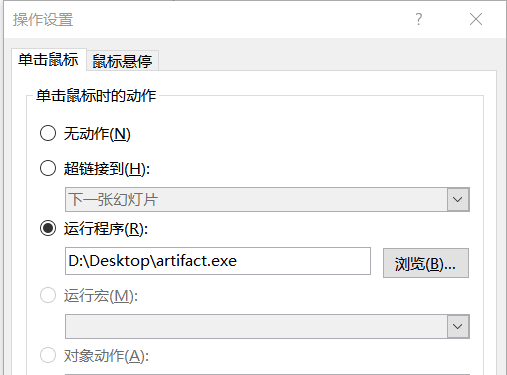 操作设置
单击鼠标
鼠标悬停
单击鼠标时的动作
无动作(N)
超链接到(H):
下一张幻灯片
运行程序(R):
D:\Desktop\artifact.exe
浏览(B)...
运行宏(M):
对象动作(A):